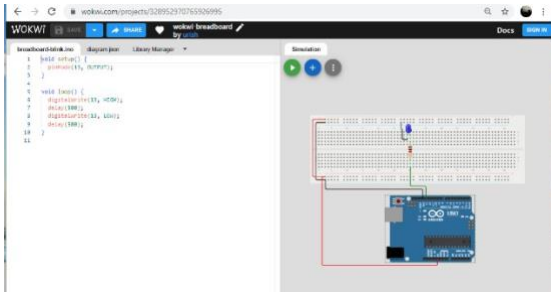 wokwi.com/projects/328952970765926995
WOKWI SAVE SHARE wokwi breadboard
by urish
Docs SIGN IN
breadboard-blink.ino diagram.json Library Manager
Simulation
1 void setup() {
2 pinMode(13, OUTPUT);
3 }
4
5 void loop() {
6 digitalWrite(13, HIGH);
7 delay(500);
8 digitalWrite(13, LOW);
9 delay(500);
10 }
11
UNO